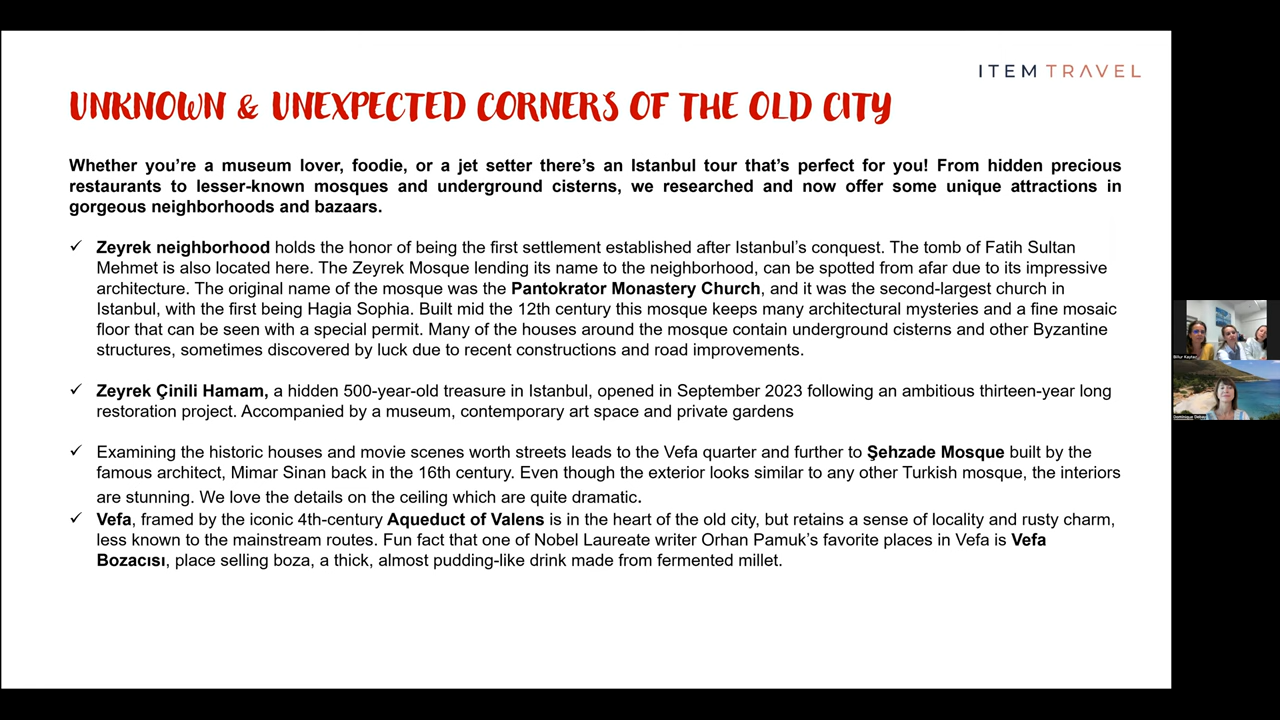 ITEM TRAVEL
UNKNOWN & UNEXPECTED CORNERS OF THE OLD CITY
Whether you're a museum lover, foodie, or a jet setter there's an Istanbul tour that's perfect for you! From hidden precious
restaurants to lesser-known mosques and underground cisterns, we researched and now offer some unique attractions in
gorgeous neighborhoods and bazaars.
✓ Zeyrek neighborhood holds the honor of being the first settlement established after Istanbul's conquest. The tomb of Fatih Sultan
Mehmet is also located here. The Zeyrek Mosque lending its name to the neighborhood, can be spotted from afar due to its impressive
architecture. The original name of the mosque was the Pantokrator Monastery Church, and it was the second-largest church in
Istanbul, with the first being Hagia Sophia. Built mid the 12th century this mosque keeps many architectural mysteries and a fine mosaic
floor that can be seen with a special permit. Many of the houses around the mosque contain underground cisterns and other Byzantine
structures, sometimes discovered by luck due to recent constructions and road improvements.
✓ Zeyrek Çinili Hamam, a hidden 500-year-old treasure in Istanbul, opened in September 2023 following an ambitious thirteen-year long
restoration project. Accompanied by a museum, contemporary art space and private gardens
✓ Examining the historic houses and movie scenes worth streets leads to the Vefa quarter and further to Şehzade Mosque built by the
famous architect, Mimar Sinan back in the 16th century. Even though the exterior looks similar to any other Turkish mosque, the interiors
are stunning. We love the details on the ceiling which are quite dramatic.
✓ Vefa, framed by the iconic 4th-century Aqueduct of Valens is in the heart of the old city, but retains a sense of locality and rusty charm,
less known to the mainstream routes. Fun fact that one of Nobel Laureate writer Orhan Pamuk's favorite places in Vefa is Vefa
Bozacısı, place selling boza, a thick, almost pudding-like drink made from fermented millet.